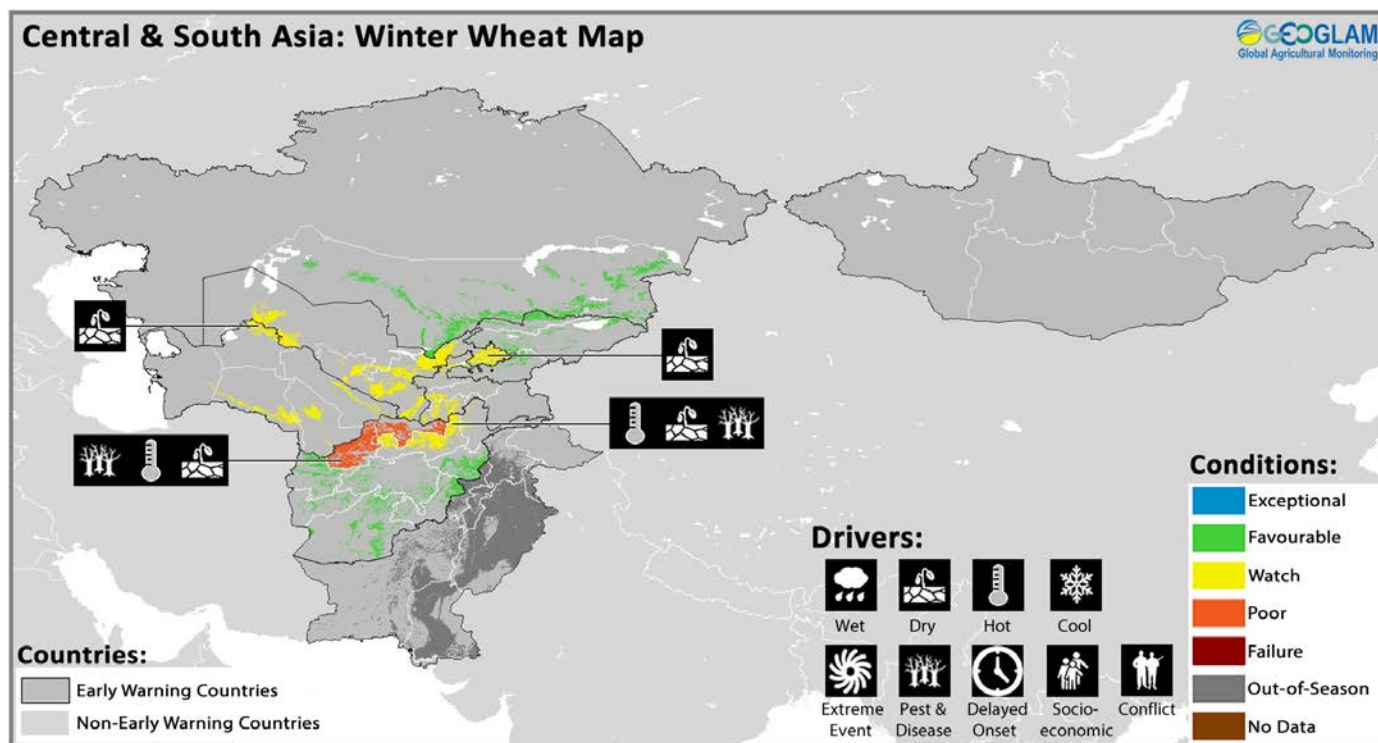 Central & South Asia: Winter Wheat Map
GEOGLAM
Global Agricultural Monitoring
Countries:
Early Warning Countries
Non-Early Warning Countries
Drivers:
Wet
Dry
Hot
Cool
Extreme Event
Pest & Disease
Delayed Onset
Socio-economic
Conflict
Conditions:
Exceptional
Favourable
Watch
Poor
Failure
Out-of-Season
No Data